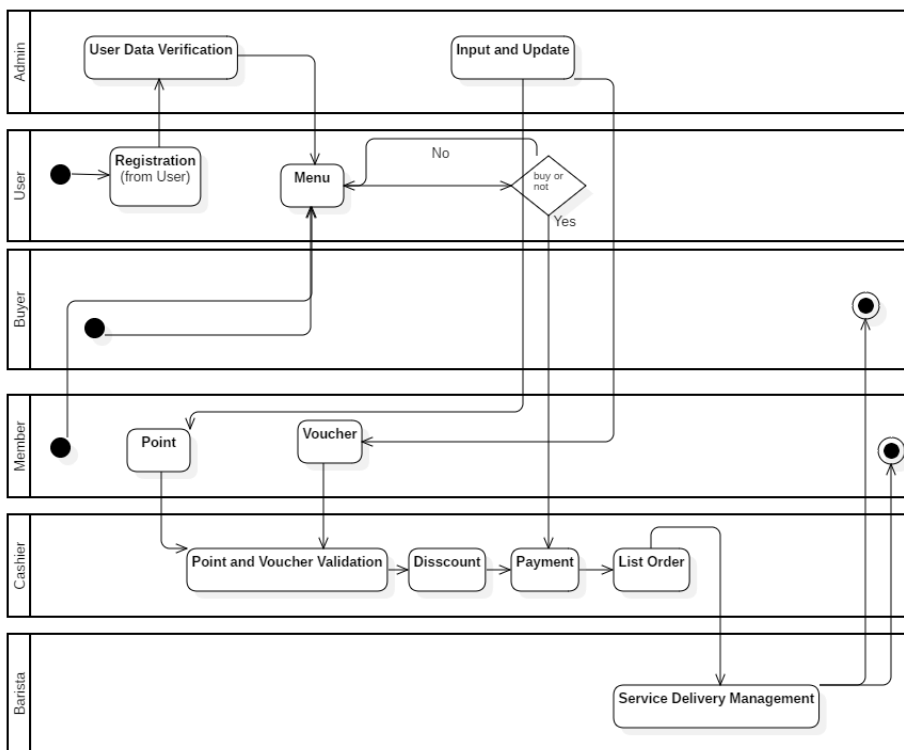 Admin
User Data Verification
Input and Update
User
Registration
(from User)
Menu
No
buy or
not
Yes
Buyer
Member
Point
Voucher
Cashier
Point and Voucher Validation
Disscount
Payment
List Order
Barista
Service Delivery Management